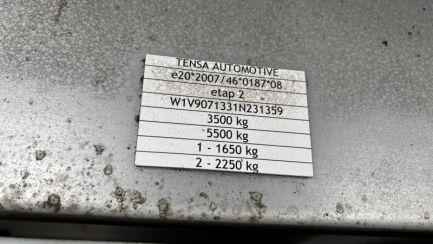 TENSA AUTOMOTIVE
e20*2007/46*0187*08
etap 2
W1V9071331N231359
3500 kg
5500 kg
1 - 1650 kg
2 - 2250 kg